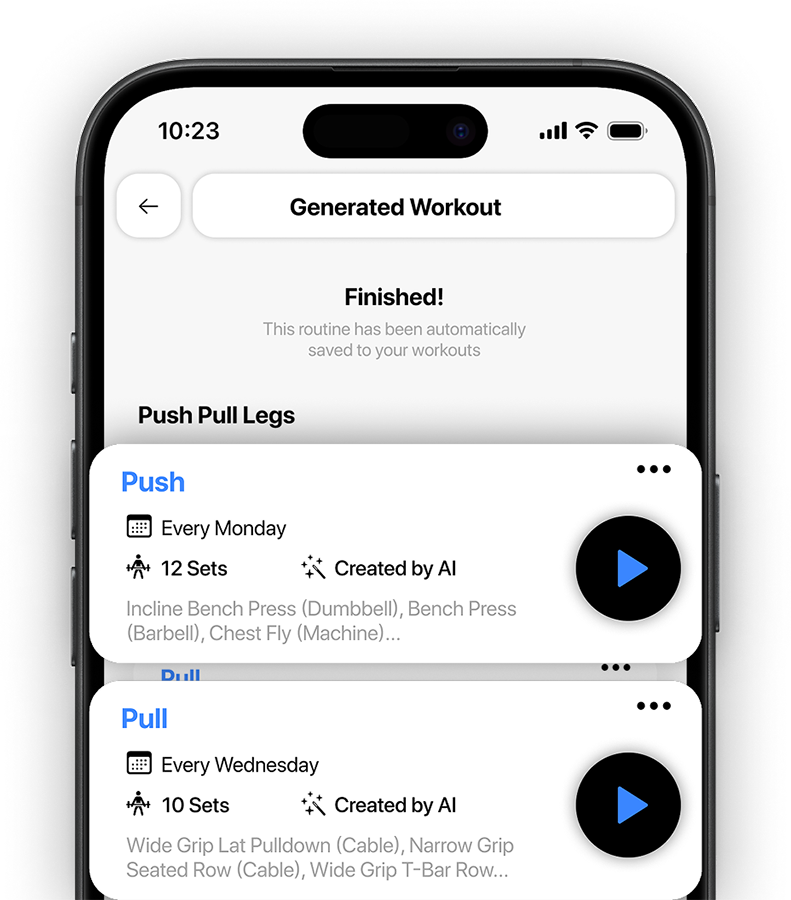 10:23
Generated Workout
Finished!
This routine has been automatically
saved to your workouts
Push Pull Legs
Push
Every Monday
12 Sets
Created by AI
Incline Bench Press (Dumbbell), Bench Press
(Barbell), Chest Fly (Machine)...
Pull
Pull
Every Wednesday
10 Sets
Created by AI
Wide Grip Lat Pulldown (Cable), Narrow Grip
Seated Row (Cable), Wide Grip T-Bar Row...